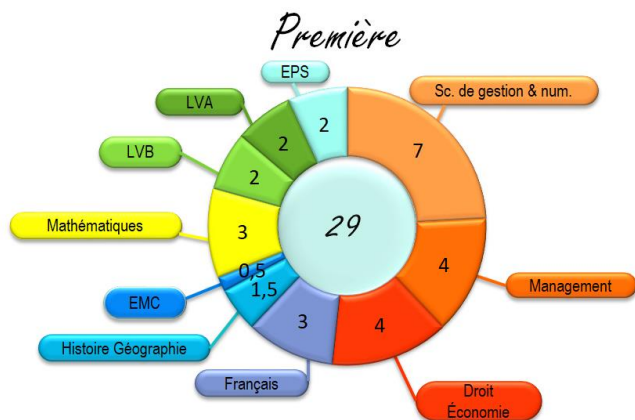 Première
EPS
Sc. de gestion & num.
LVA
LVB
Mathématiques
EMC
Histoire Géographie
Français
Droit
Économie
Management
2
7
2
2
3
0,5
1,5
3
4
4
29